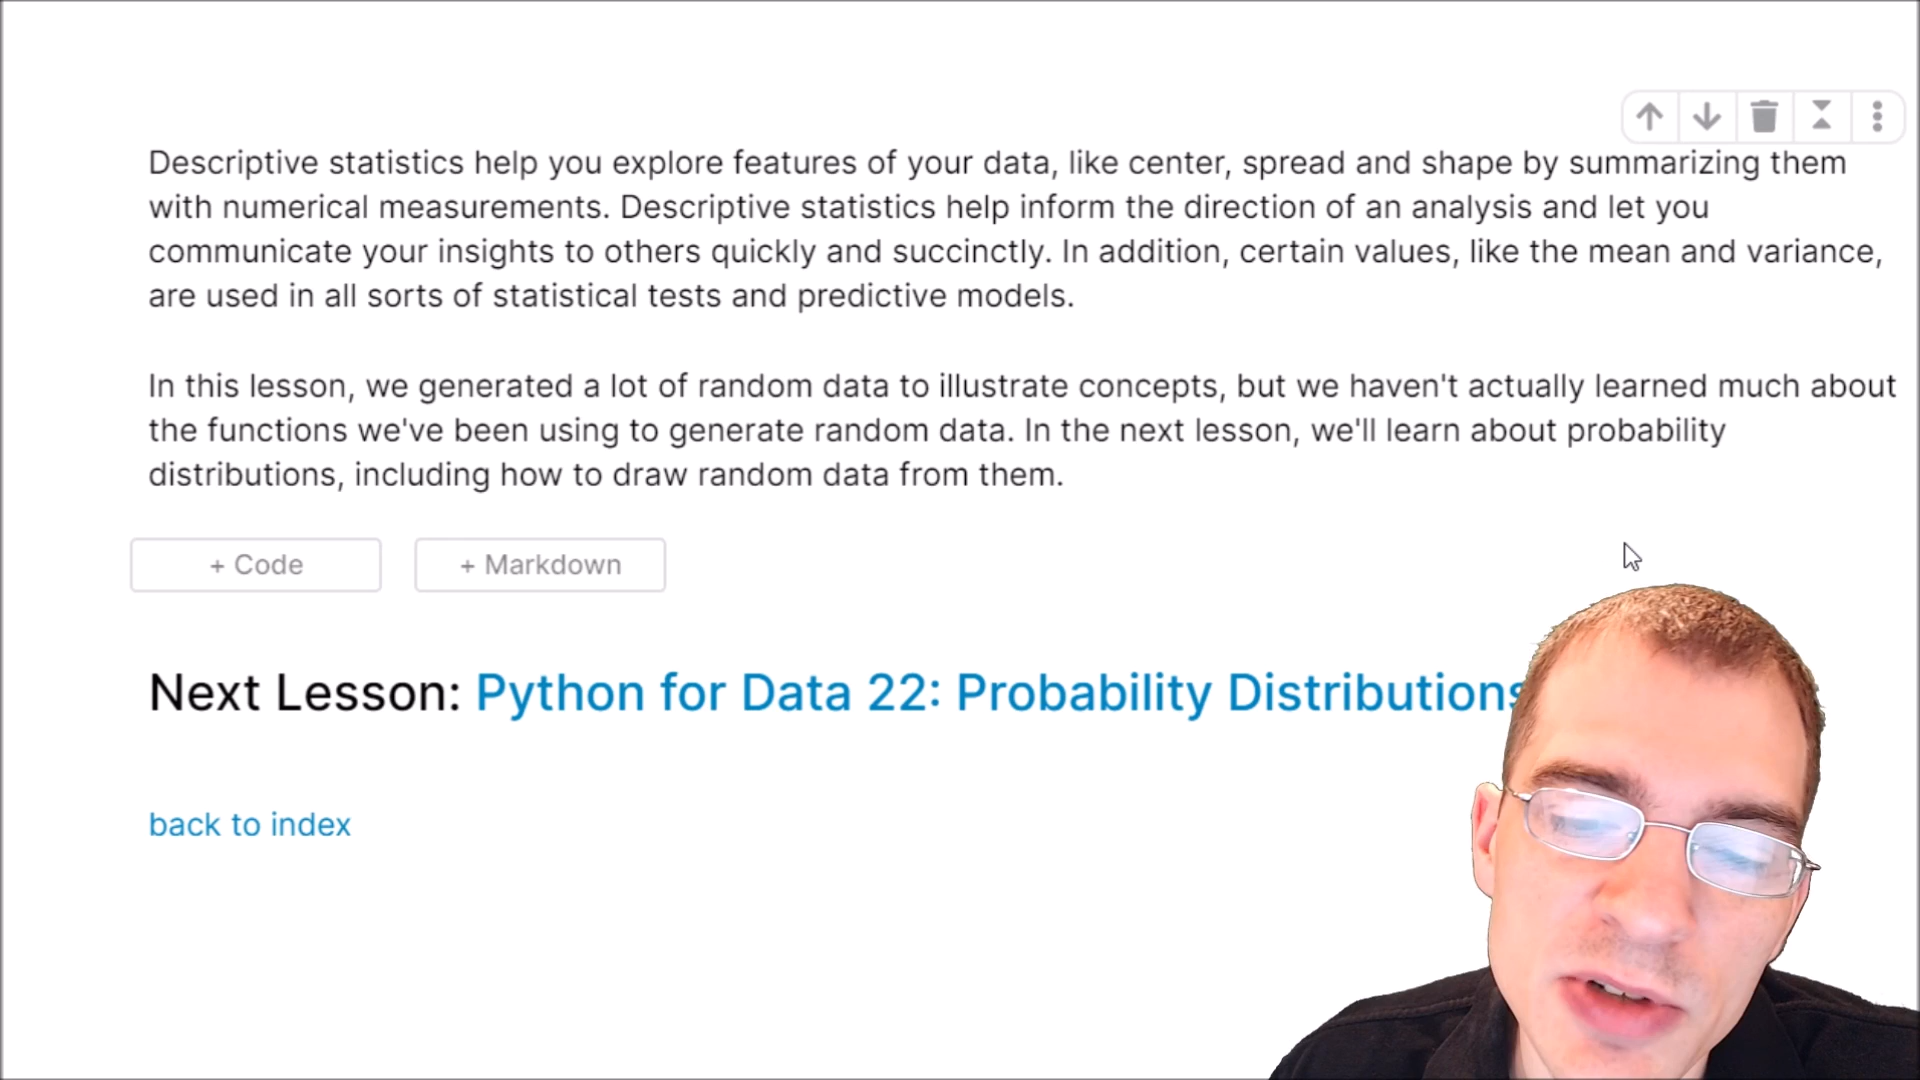 Descriptive statistics help you explore features of your data, like center, spread and shape by summarizing them
with numerical measurements. Descriptive statistics help inform the direction of an analysis and let you
communicate your insights to others quickly and succinctly. In addition, certain values, like the mean and variance,
are used in all sorts of statistical tests and predictive models.
In this lesson, we generated a lot of random data to illustrate concepts, but we haven't actually learned much about
the functions we've been using to generate random data. In the next lesson, we'll learn about probability
distributions, including how to draw random data from them.
+ Code + Markdown
Next Lesson: Python for Data 22: Probability Distributions
back to index